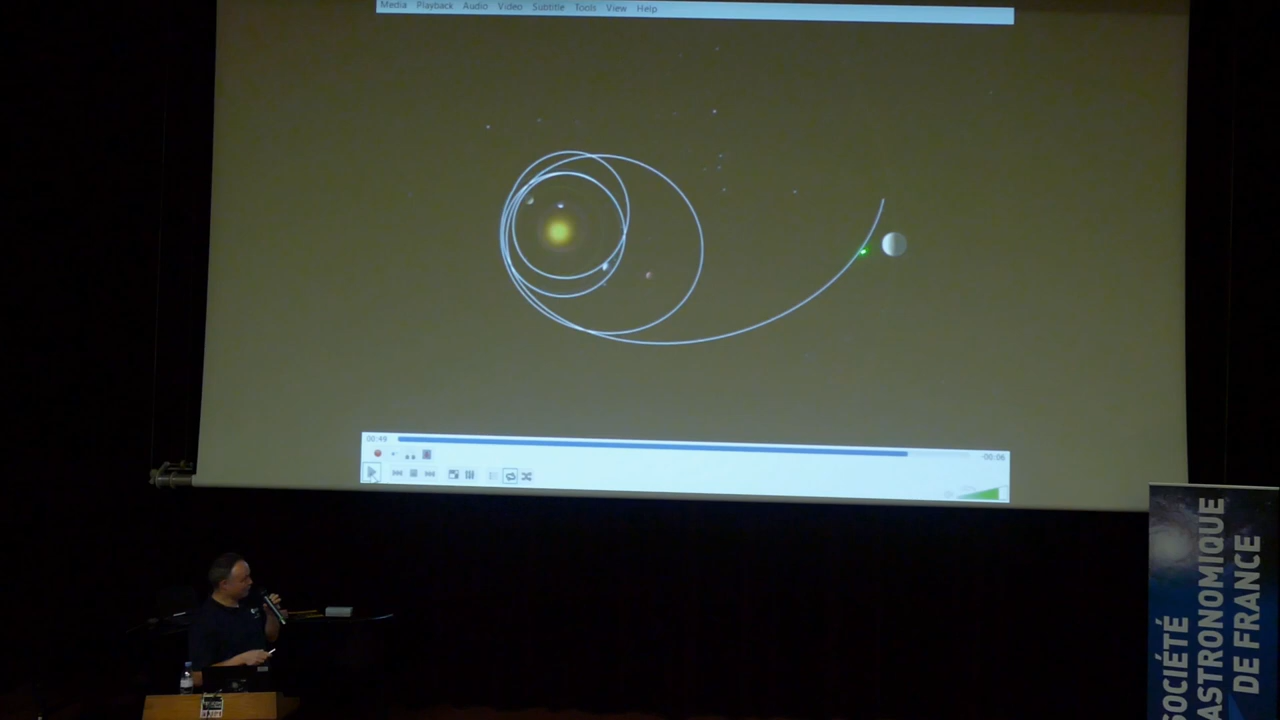 Media Playback Audio Video Subtitle Tools View Help
00:49
-00:06
SOCIÉTÉ
ASTRONOMIQUE
DE FRANCE